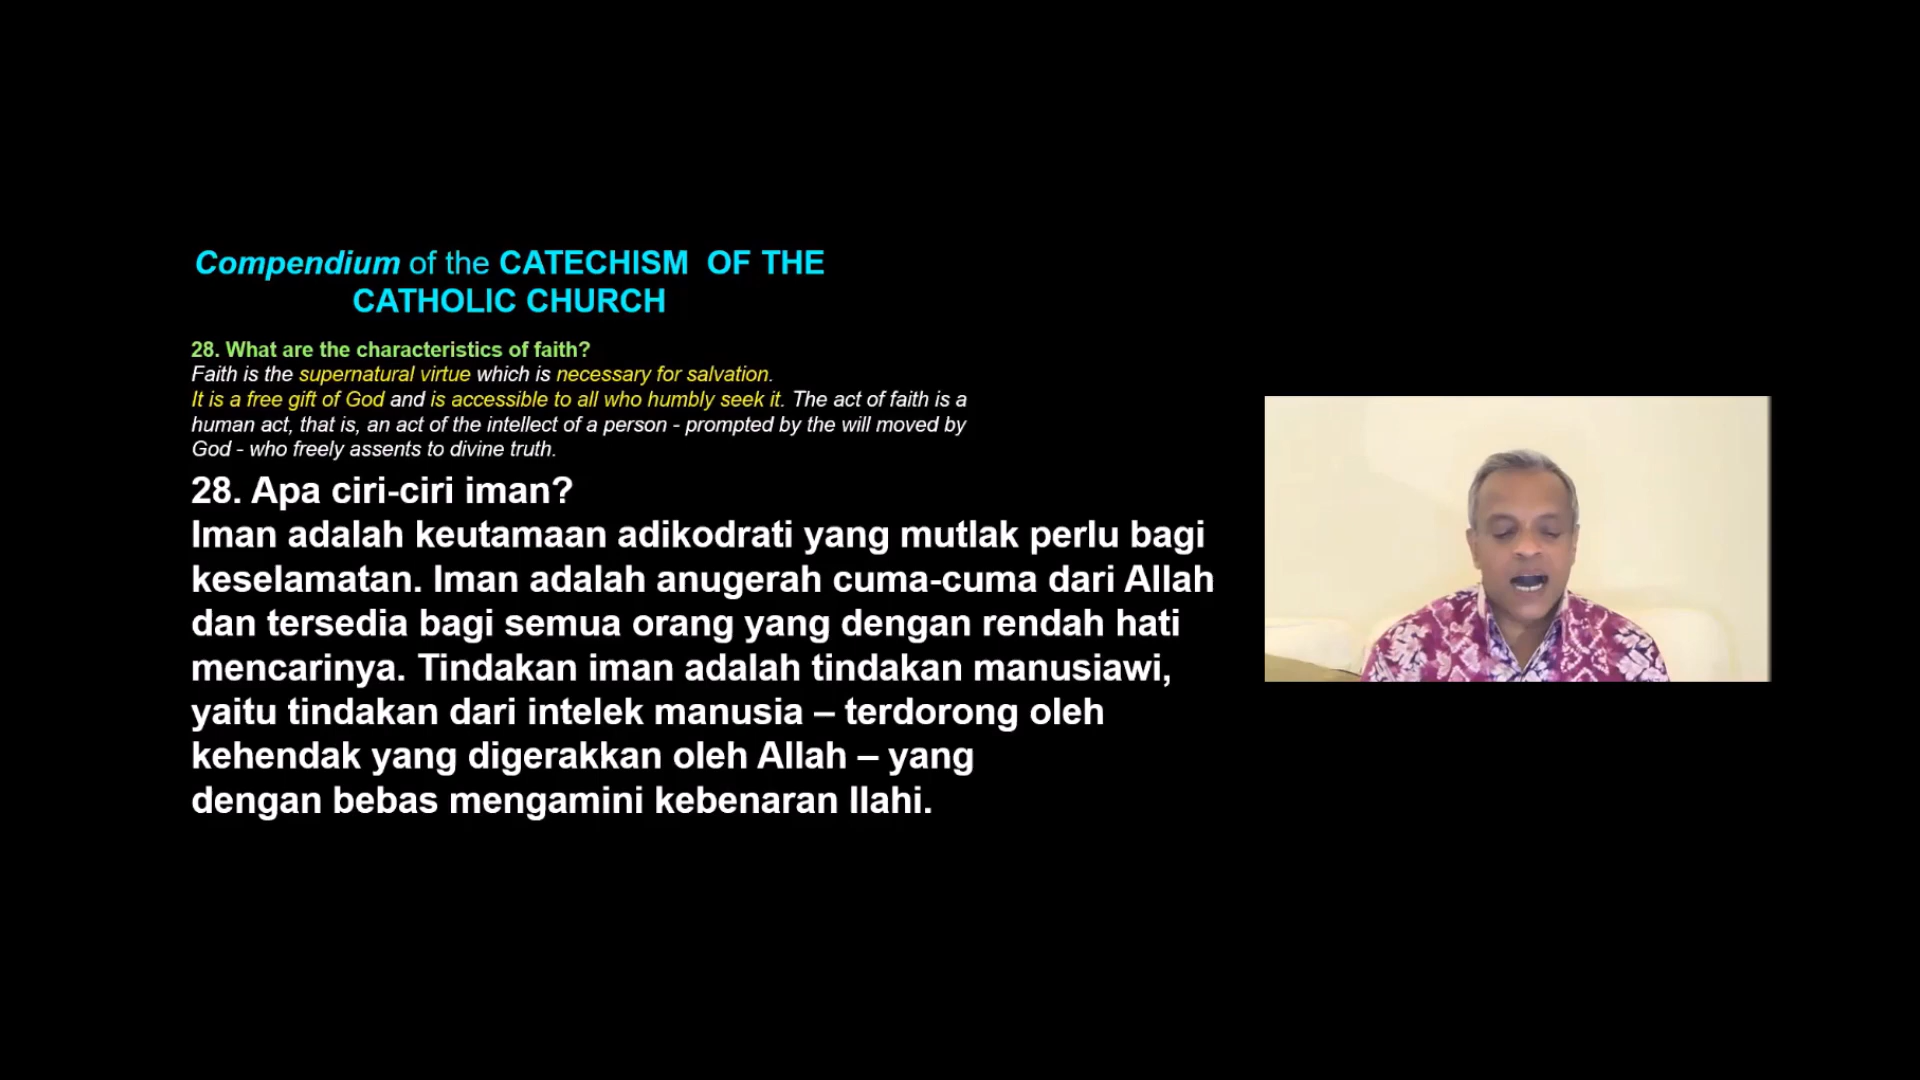 Compendium of the CATECHISM OF THE
CATHOLIC CHURCH
28. What are the characteristics of faith?
Faith is the supernatural virtue which is necessary for salvation.
It is a free gift of God and is accessible to all who humbly seek it. The act of faith is a
human act, that is, an act of the intellect of a person - prompted by the will moved by
God - who freely assents to divine truth.
28. Apa ciri-ciri iman?
Iman adalah keutamaan adikodrati yang mutlak perlu bagi
keselamatan. Iman adalah anugerah cuma-cuma dari Allah
dan tersedia bagi semua orang yang dengan rendah hati
mencarinya. Tindakan iman adalah tindakan manusiawi,
yaitu tindakan dari intelek manusia – terdorong oleh
kehendak yang digerakkan oleh Allah – yang
dengan bebas mengamini kebenaran Ilahi.